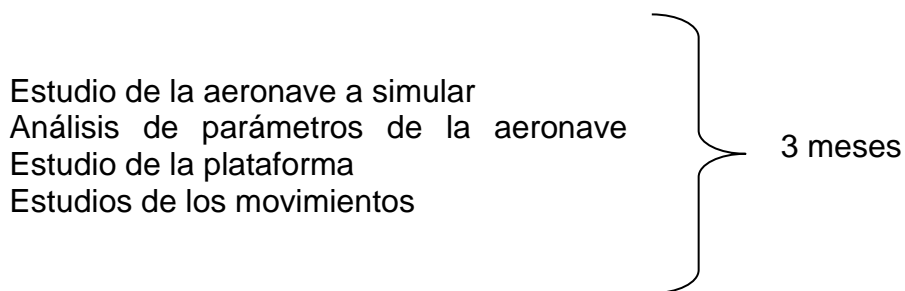 Estudio de la aeronave a simular
Análisis de parámetros de la aeronave
Estudio de la plataforma
Estudios de los movimientos
3 meses